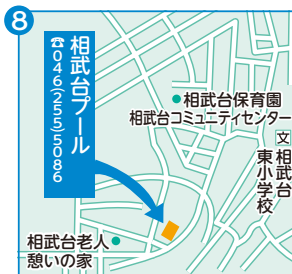 8
相武台プール
☎046(255)5086
相武台保育園
相武台コミュニティセンター
文
相武台
東小学校
相武台老人
憩いの家